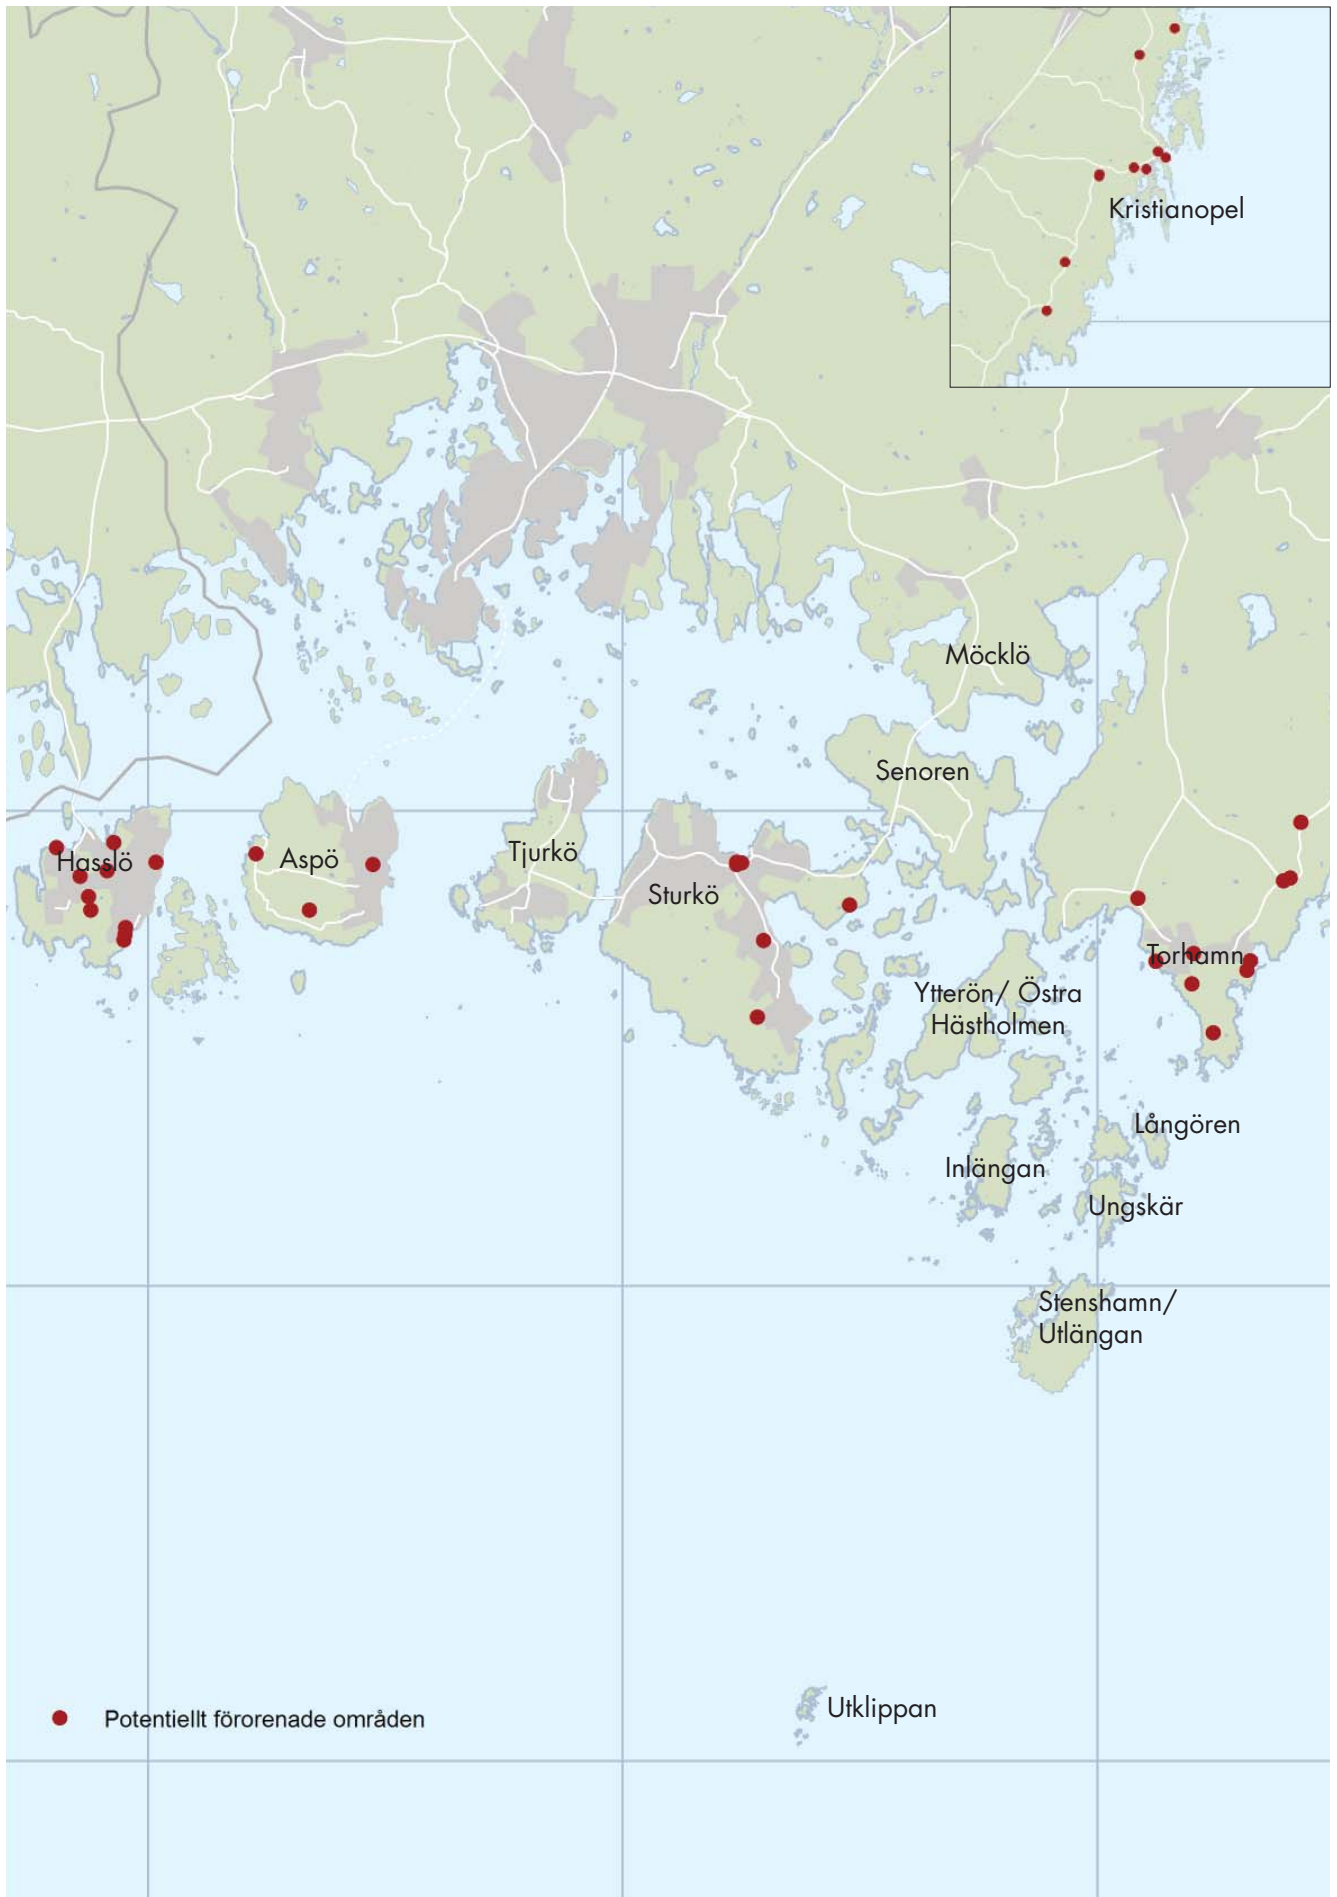 Kristianopel
Möcklö
Senoren
Hasslö
Aspö
Tjurkö
Sturkö
Torhamn
Ytterön/ Östra
Hästholmen
Långören
Inlängan
Ungskär
Stenshamn/
Utlängan
Utklippan
Potentiellt förorenade områden